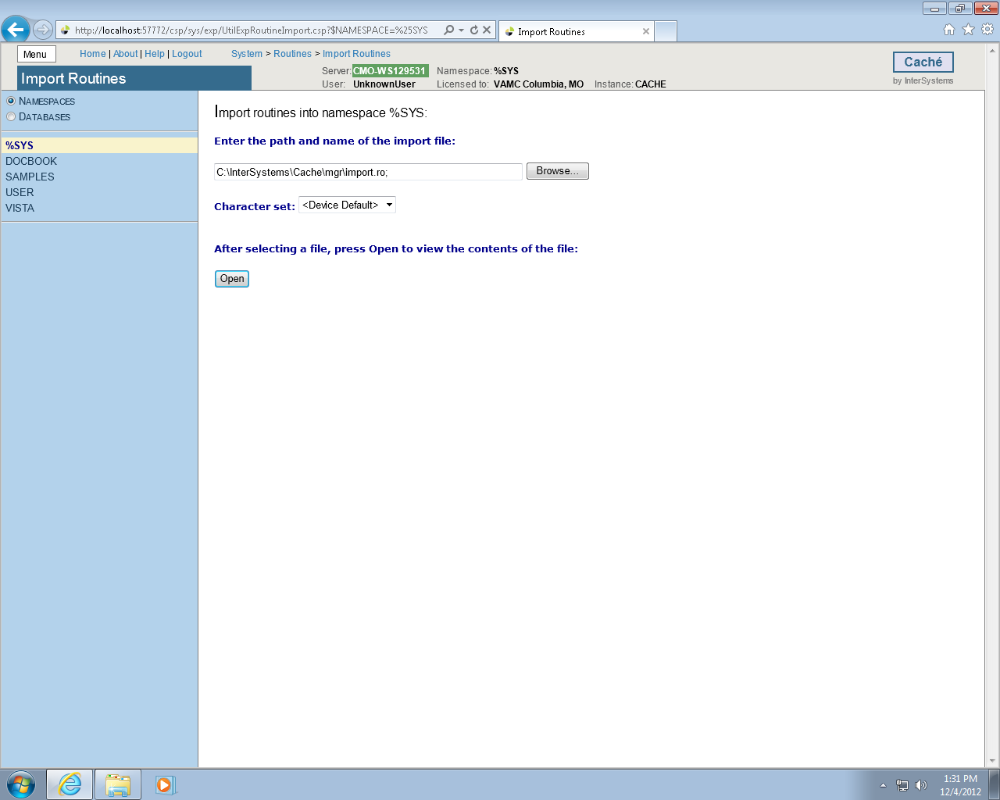 http://localhost:57772/csp/sys/exp/UtilExpRoutineImport.csp?$NAMESPACE=%25SYS
Import Routines
Menu
Home | About | Help | Logout
System > Routines > Import Routines
Import Routines
Server: CMO-WS129531 Namespace: %SYS
User: UnknownUser Licensed to: VAMC Columbia, MO Instance: CACHE
Caché
by InterSystems
NAMESPACES
DATABASES
%SYS
DOCBOOK
SAMPLES
USER
VISTA
Import routines into namespace %SYS:
Enter the path and name of the import file:
C:\InterSystems\Cache\mgr\import.ro; Browse...
Character set: <Device Default>
After selecting a file, press Open to view the contents of the file:
Open
1:31 PM
12/4/2012